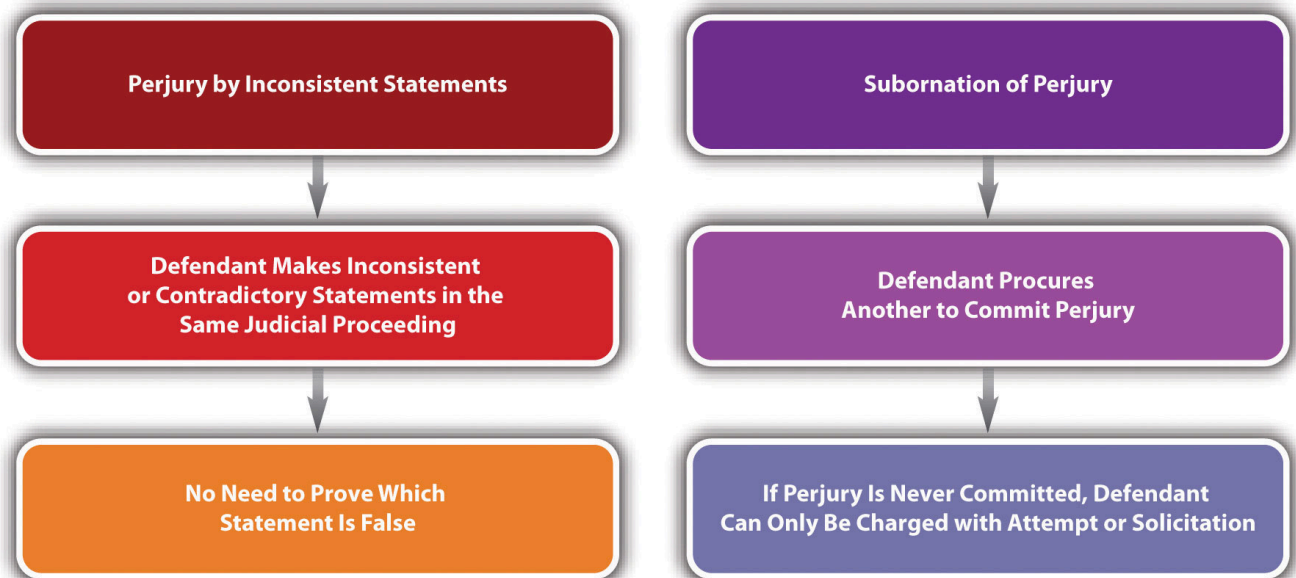 Perjury by Inconsistent Statements
Defendant Makes Inconsistent
or Contradictory Statements in the
Same Judicial Proceeding
No Need to Prove Which
Statement Is False
Subornation of Perjury
Defendant Procures
Another to Commit Perjury
If Perjury Is Never Committed, Defendant
Can Only Be Charged with Attempt or Solicitation